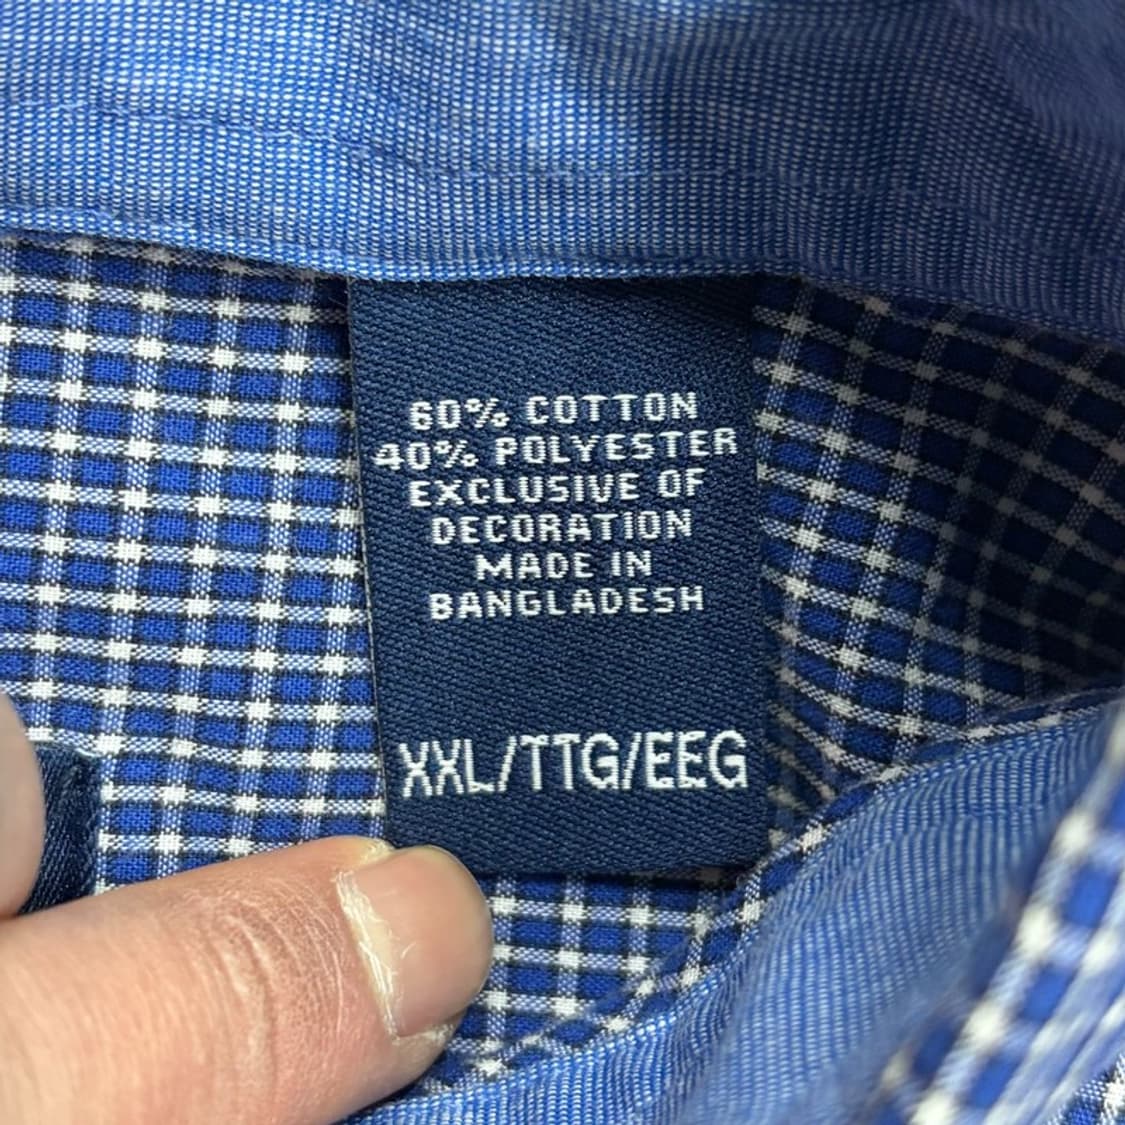 60% COTTON
40% POLYESTER
EXCLUSIVE OF
DECORATION
MADE IN
BANGLADESH
XXL/TTG/EEG